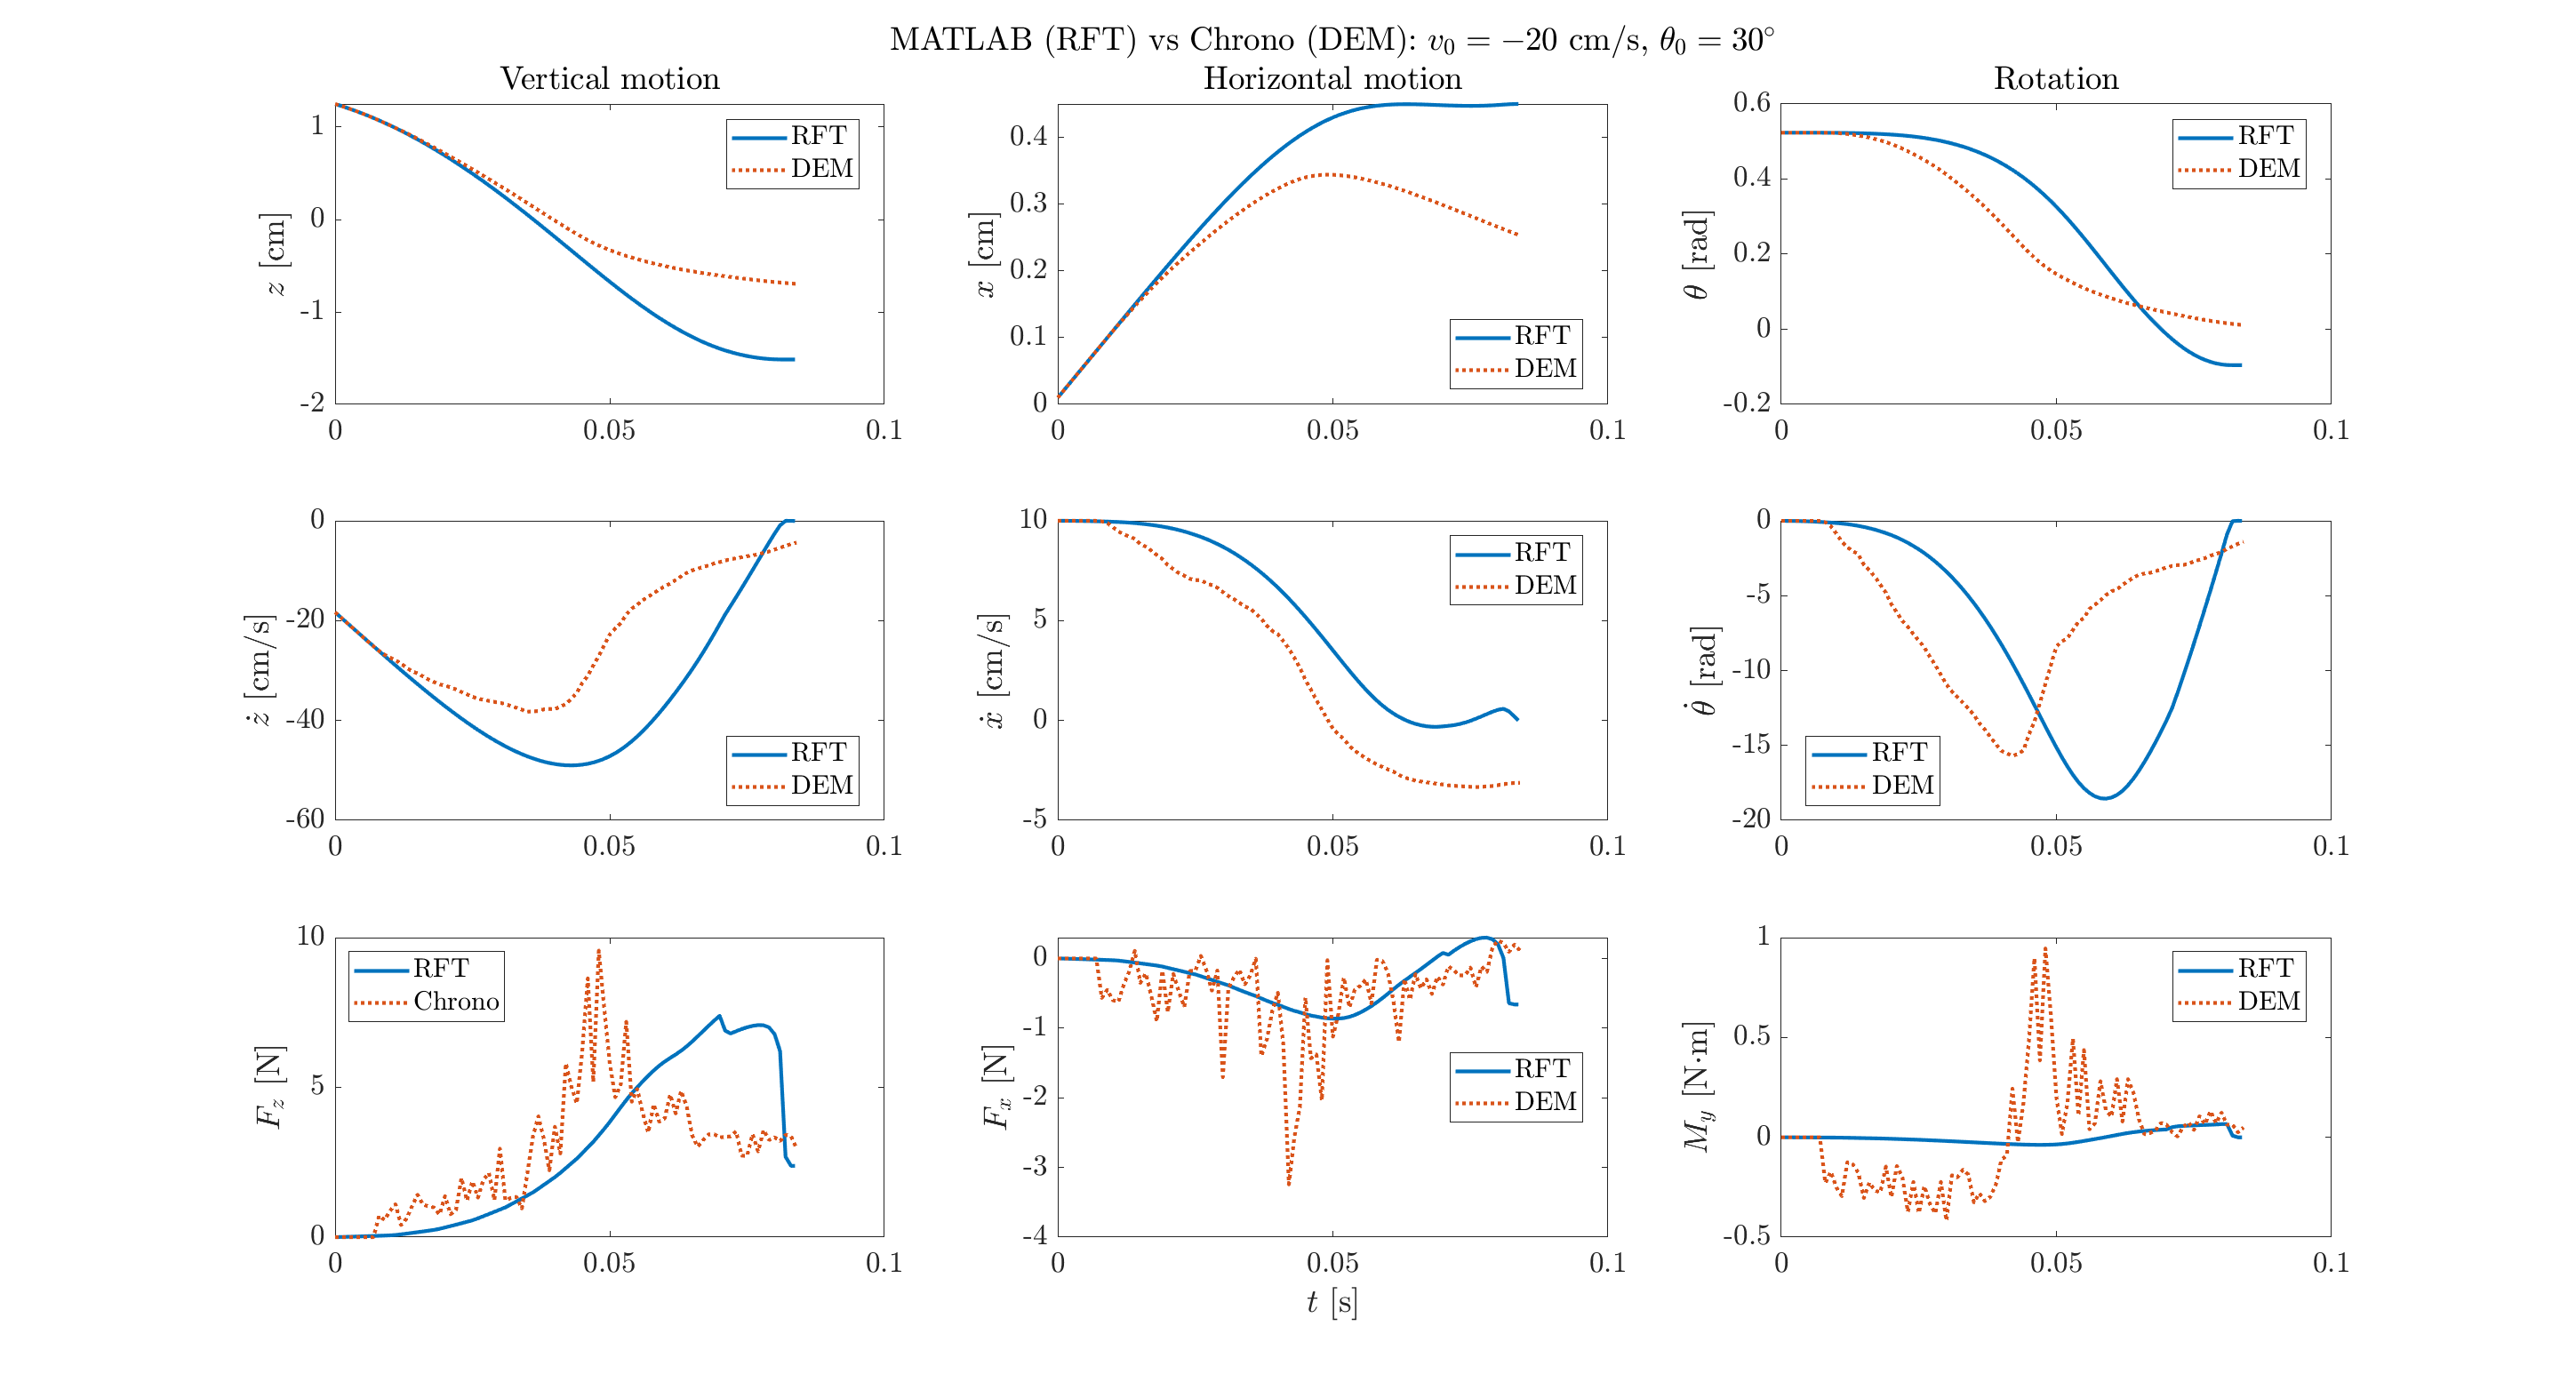 MATLAB (RFT) vs Chrono (DEM): v₀ = −20 cm/s, θ₀ = 30°
Vertical motion
1
0
-1
-2
z [cm]
RFT
DEM
0
0.05
0.1
Horizontal motion
0.4
0.3
0.2
0.1
0
x [cm]
RFT
DEM
0
0.05
0.1
Rotation
0.6
0.4
0.2
0
-0.2
θ [rad]
RFT
DEM
0
0.05
0.1
0
-20
-40
-60
ż [cm/s]
RFT
DEM
0
0.05
0.1
10
5
0
-5
ẋ [cm/s]
RFT
DEM
0
0.05
0.1
0
-5
-10
-15
-20
θ̇ [rad]
RFT
DEM
0
0.05
0.1
10
5
0
F_z [N]
RFT
Chrono
0
0.05
0.1
0
-1
-2
-3
-4
F_x [N]
RFT
DEM
0
0.05
0.1
t [s]
1
0.5
0
-0.5
M_y [N·m]
RFT
DEM
0
0.05
0.1